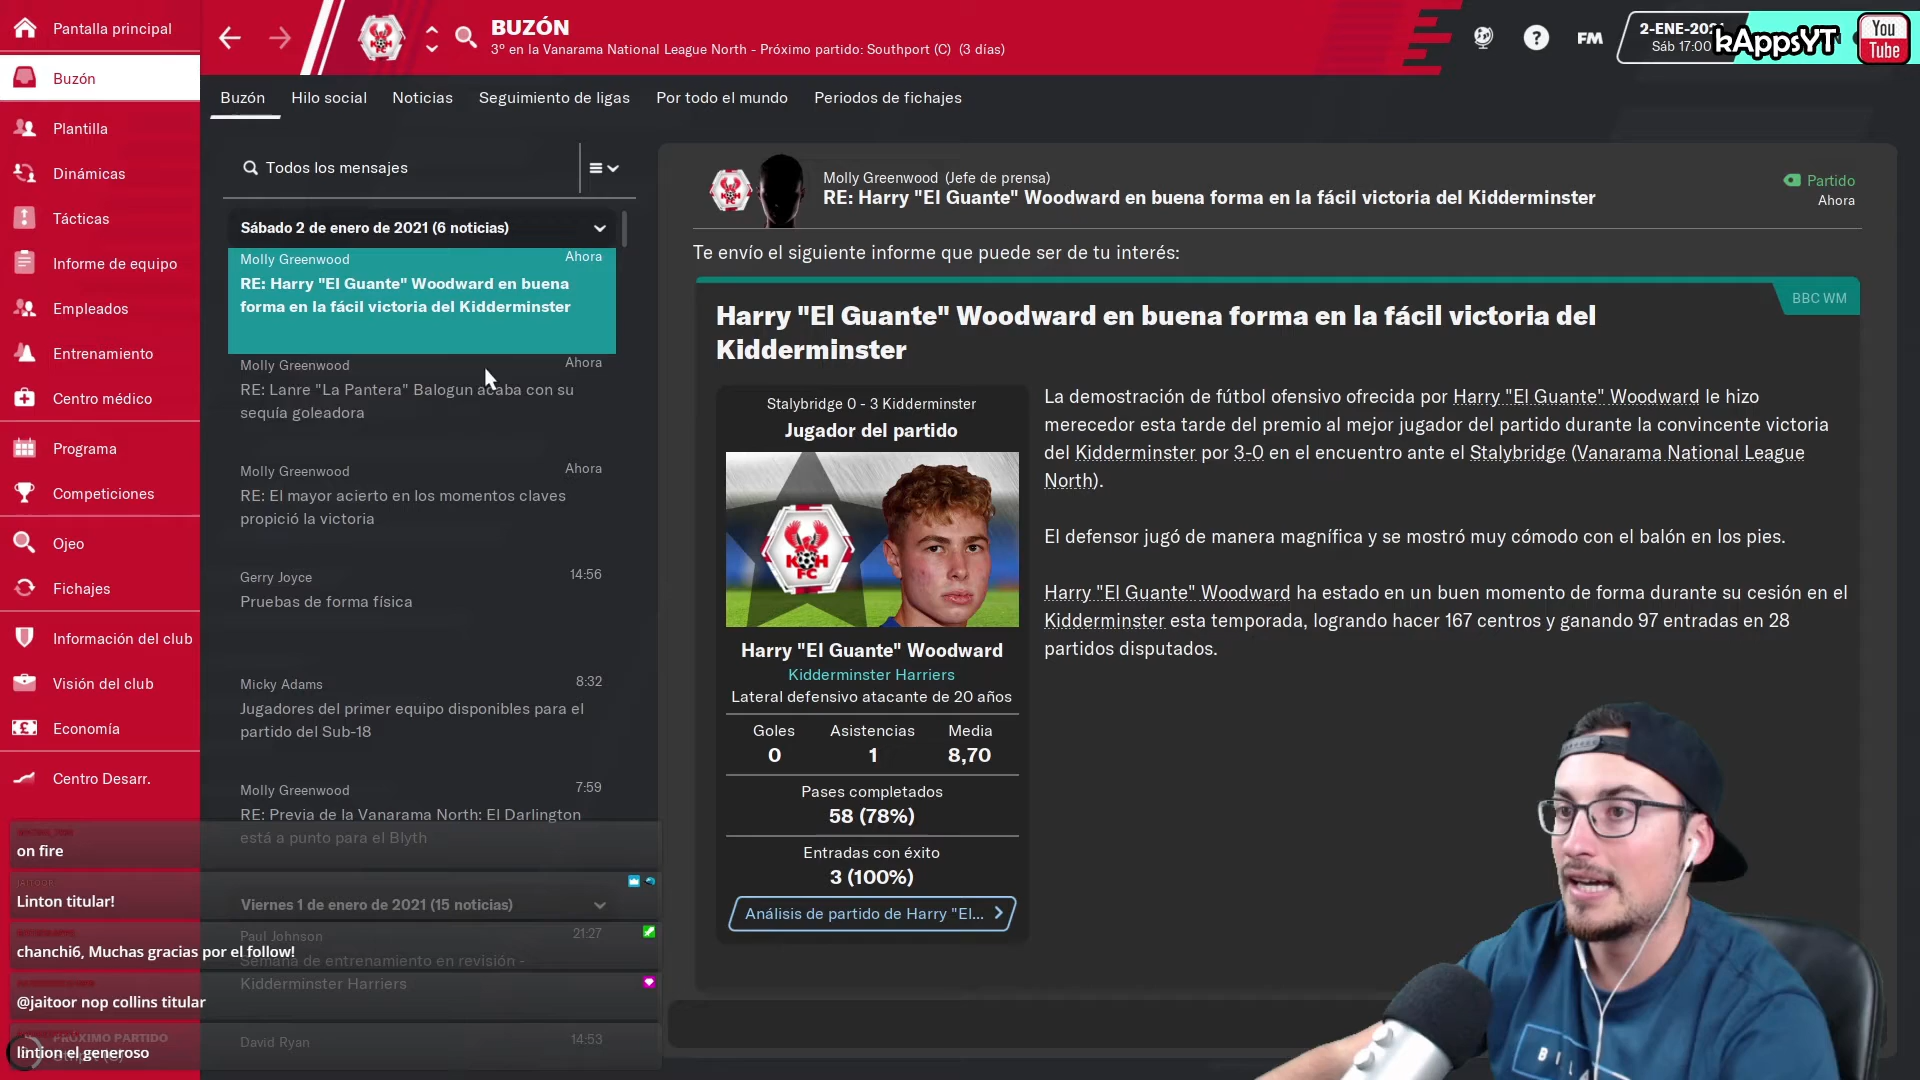 Pantalla principal
Buzón
Plantilla
Dinámicas
Tácticas
Informe de equipo
Empleados
Entrenamiento
Centro médico
Programa
Competiciones
Ojeo
Fichajes
Información del club
Visión del club
Economía
Centro Desarr.
BUZÓN
3º en la Vanarama National League North - Próximo partido: Southport (C) (3 días)
FM
Sáb 17:00
kAppsYT
You
Tube
Buzón
Hilo social
Noticias
Seguimiento de ligas
Por todo el mundo
Periodos de fichajes
Todos los mensajes
Sábado 2 de enero de 2021 (6 noticias)
Molly Greenwood
Ahora
RE: Harry "El Guante" Woodward en buena
forma en la fácil victoria del Kidderminster
Molly Greenwood
Ahora
RE: Lanre "La Pantera" Balogun acaba con su
sequía goleadora
Molly Greenwood
Ahora
RE: El mayor acierto en los momentos claves
propició la victoria
Gerry Joyce
14:56
Pruebas de forma física
Micky Adams
8:32
Jugadores del primer equipo disponibles para el
partido del Sub-18
Molly Greenwood
7:59
RE: Previa de la Vanarama North: El Darlington
está a punto para el Blyth
Viernes 1 de enero de 2021 (15 noticias)
Paul Johnson
21:27
Semana de entrenamiento en revisión -
Kidderminster Harriers
David Ryan
14:53
on fire
Linton titular!
chanchi6, Muchas gracias por el follow!
@jaitoor nop collins titular
PRÓXIMO PARTIDO
lintion el generoso
Molly Greenwood (Jefe de prensa)
RE: Harry "El Guante" Woodward en buena forma en la fácil victoria del Kidderminster
Partido
Ahora
Te envío el siguiente informe que puede ser de tu interés:
BBC WM
Harry "El Guante" Woodward en buena forma en la fácil victoria del
Kidderminster
Stalybridge 0 - 3 Kidderminster
Jugador del partido
KH
FC
Harry "El Guante" Woodward
Kidderminster Harriers
Lateral defensivo atacante de 20 años
Goles
Asistencias
Media
0
1
8,70
Pases completados
58 (78%)
Entradas con éxito
3 (100%)
Análisis de partido de Harry "El...
La demostración de fútbol ofensivo ofrecida por Harry "El Guante" Woodward le hizo
merecedor esta tarde del premio al mejor jugador del partido durante la convincente victoria
del Kidderminster por 3-0 en el encuentro ante el Stalybridge (Vanarama National League
North).
El defensor jugó de manera magnífica y se mostró muy cómodo con el balón en los pies.
Harry "El Guante" Woodward ha estado en un buen momento de forma durante su cesión en el
Kidderminster esta temporada, logrando hacer 167 centros y ganando 97 entradas en 28
partidos disputados.